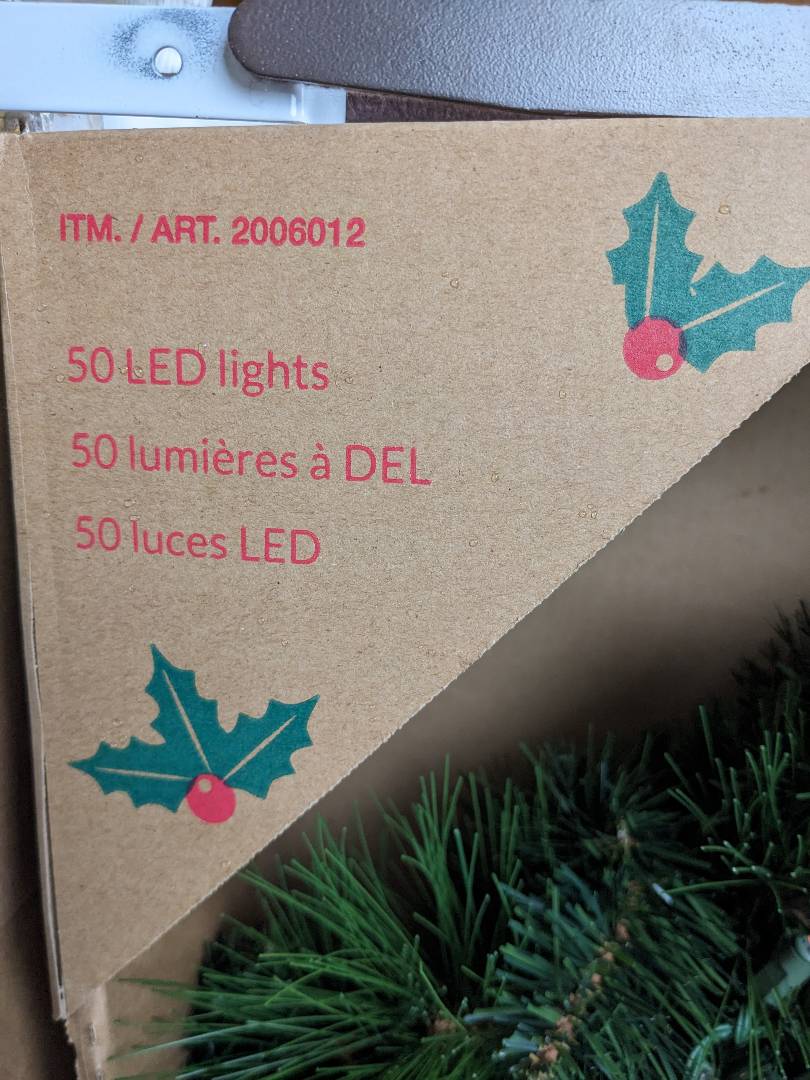 ITM. / ART. 2006012
50 LED lights
50 lumières à DEL
50 luces LED